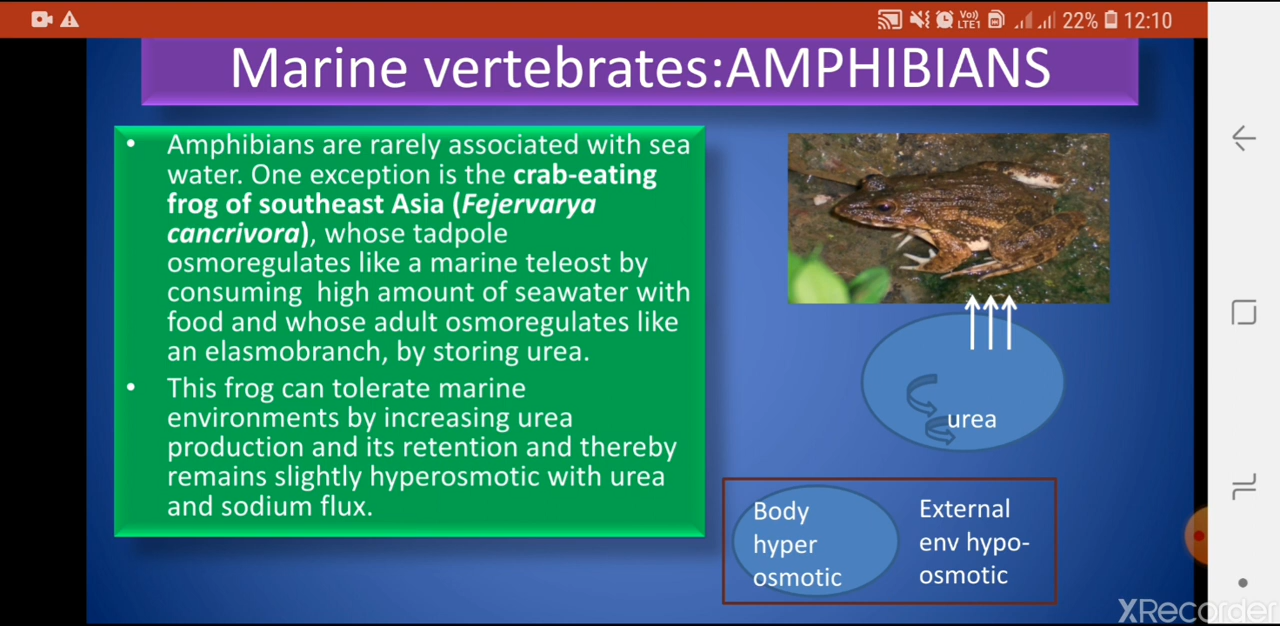 Voo) LTE1 22% 12:10
Marine vertebrates:AMPHIBIANS
• Amphibians are rarely associated with sea
water. One exception is the crab-eating
frog of southeast Asia (Fejervarya
cancrivora), whose tadpole
osmoregulates like a marine teleost by
consuming high amount of seawater with
food and whose adult osmoregulates like
an elasmobranch, by storing urea.
• This frog can tolerate marine
environments by increasing urea
production and its retention and thereby
remains slightly hyperosmotic with urea
and sodium flux.
urea
Body
hyper
osmotic
External
env hypo-
osmotic
XRecorder